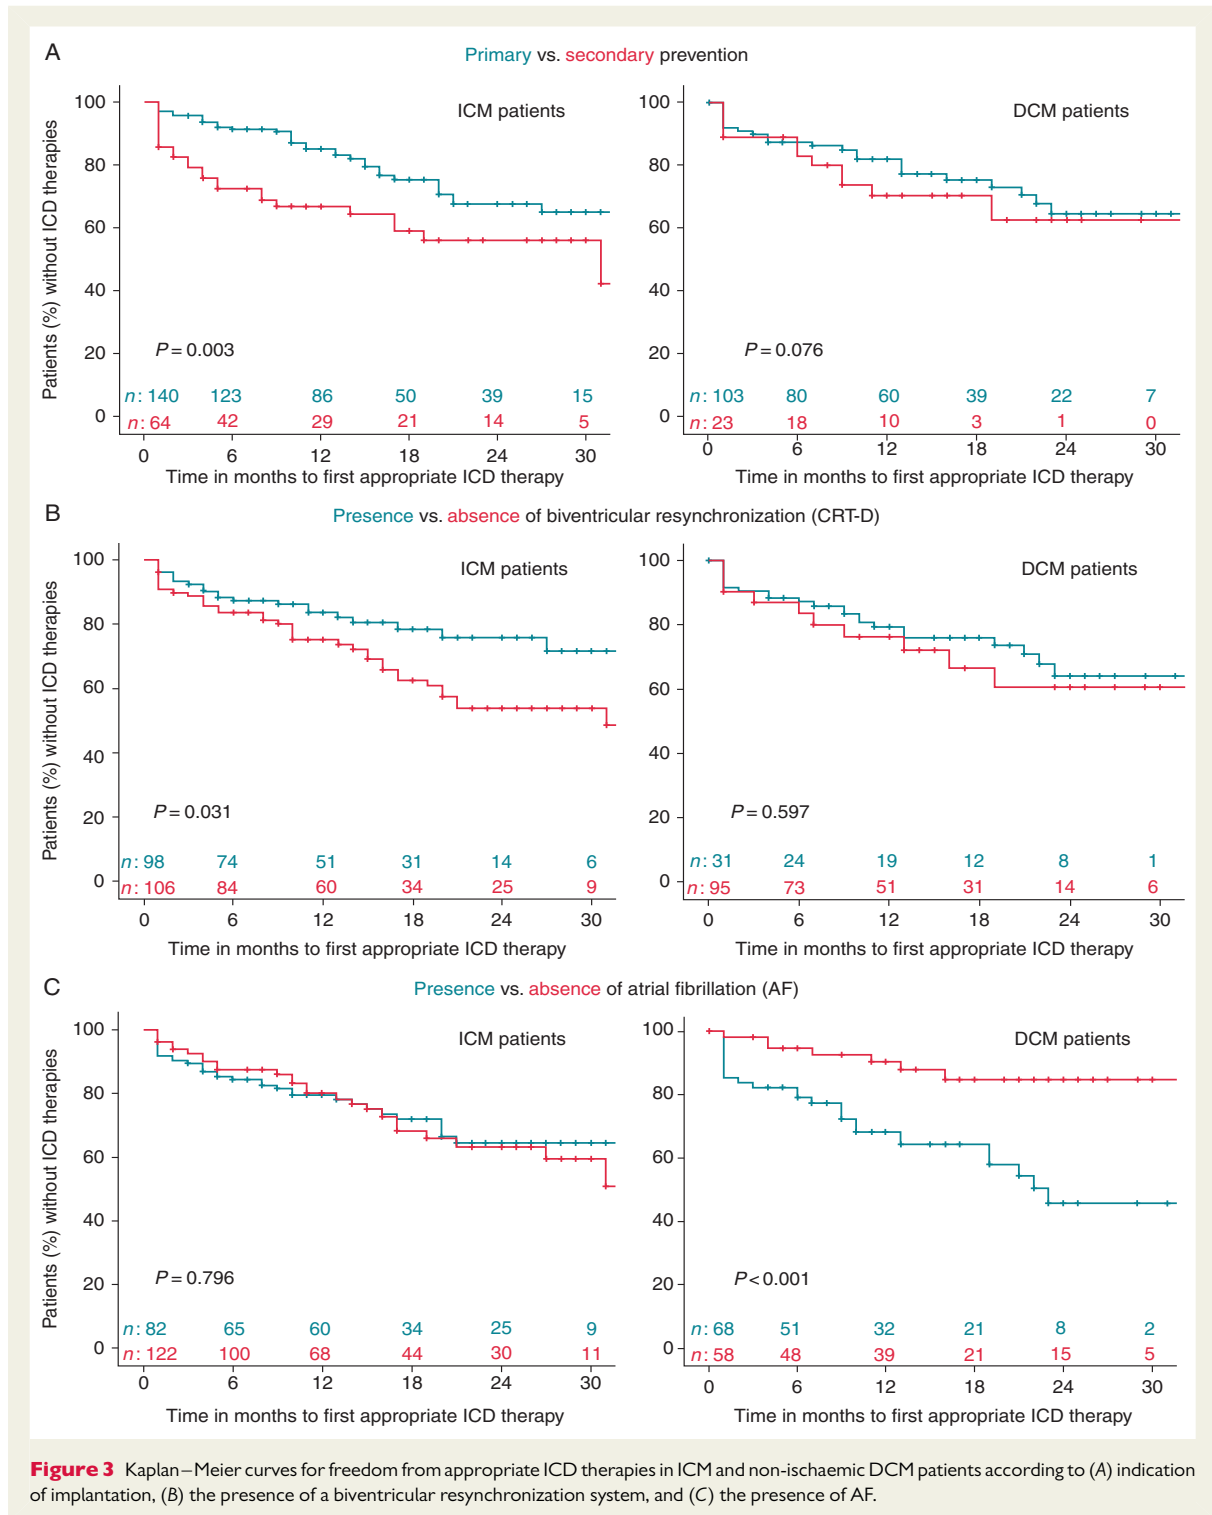 A
Primary vs. secondary prevention
Patients (%) without ICD therapies
100
80
60
40
20
0
ICM patients
P = 0.003
n: 140 123 86 50 39 15
n: 64 42 29 21 14 5
0 6 12 18 24 30
Time in months to first appropriate ICD therapy
100
80
60
40
20
0
DCM patients
P = 0.076
n: 103 80 60 39 22 7
n: 23 18 10 3 1 0
0 6 12 18 24 30
Time in months to first appropriate ICD therapy
B
Presence vs. absence of biventricular resynchronization (CRT-D)
Patients (%) without ICD therapies
100
80
60
40
20
0
ICM patients
P = 0.031
n: 98 74 51 31 14 6
n: 106 84 60 34 25 9
0 6 12 18 24 30
Time in months to first appropriate ICD therapy
100
80
60
40
20
0
DCM patients
P = 0.597
n: 31 24 19 12 8 1
n: 95 73 51 31 14 6
0 6 12 18 24 30
Time in months to first appropriate ICD therapy
C
Presence vs. absence of atrial fibrillation (AF)
Patients (%) without ICD therapies
100
80
60
40
20
0
ICM patients
P = 0.796
n: 82 65 60 34 25 9
n: 122 100 68 44 30 11
0 6 12 18 24 30
Time in months to first appropriate ICD therapy
100
80
60
40
20
0
DCM patients
P < 0.001
n: 68 51 32 21 8 2
n: 58 48 39 21 15 5
0 6 12 18 24 30
Time in months to first appropriate ICD therapy
Figure 3 Kaplan–Meier curves for freedom from appropriate ICD therapies in ICM and non-ischaemic DCM patients according to (A) indication
of implantation, (B) the presence of a biventricular resynchronization system, and (C) the presence of AF.